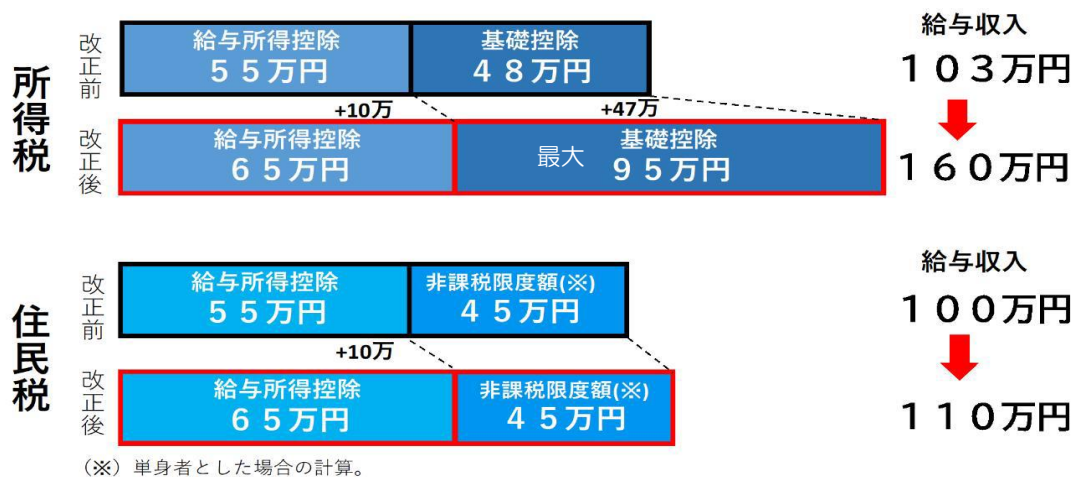 所得税
改正前
給与所得控除
５５万円
基礎控除
４８万円
給与収入
１０３万円
+10万
+47万
改正後
給与所得控除
６５万円
最大
基礎控除
９５万円
１６０万円
住民税
改正前
給与所得控除
５５万円
非課税限度額(※)
４５万円
給与収入
１００万円
+10万
改正後
給与所得控除
６５万円
非課税限度額(※)
４５万円
１１０万円
（※）単身者とした場合の計算。